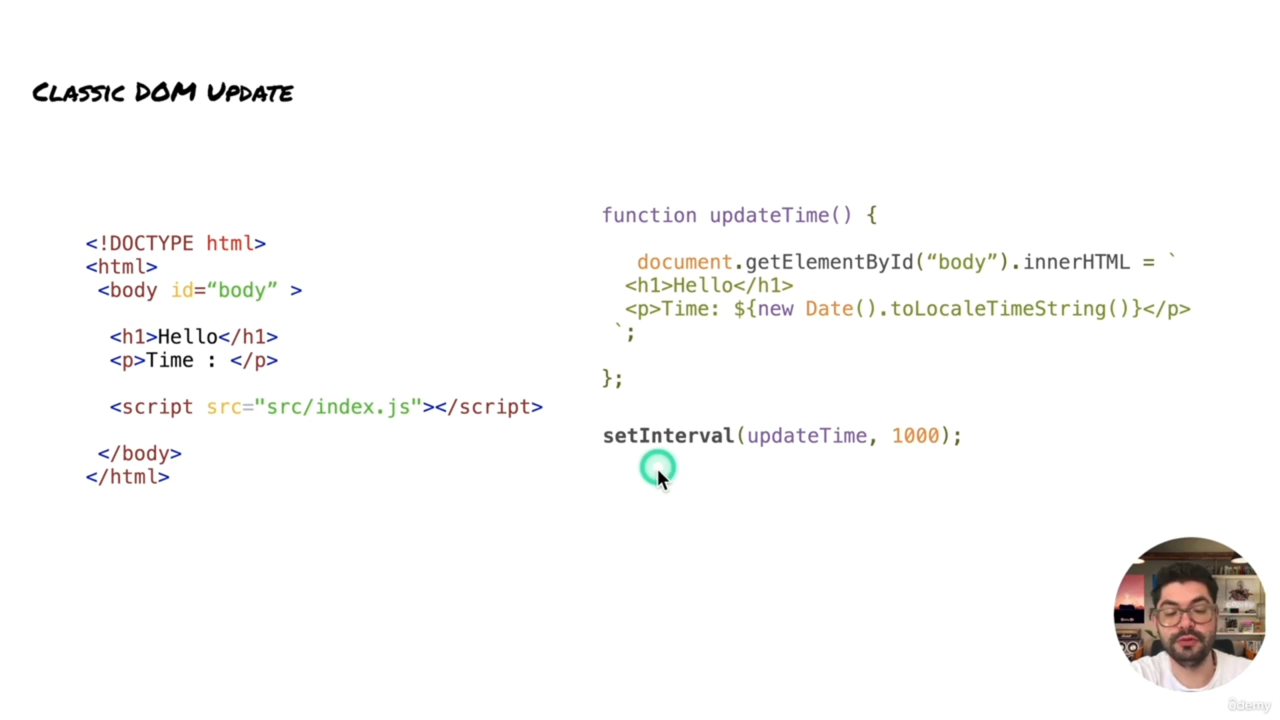 Classic DOM Update
<!DOCTYPE html>
<html>
<body id=“body” >
<h1>Hello</h1>
<p>Time : </p>
<script src="src/index.js"></script>
</body>
</html>
function updateTime() {
document.getElementById(“body”).innerHTML = `
<h1>Hello</h1>
<p>Time: ${new Date().toLocaleTimeString()}</p>
`;
};
setInterval(updateTime, 1000);
ûdemy